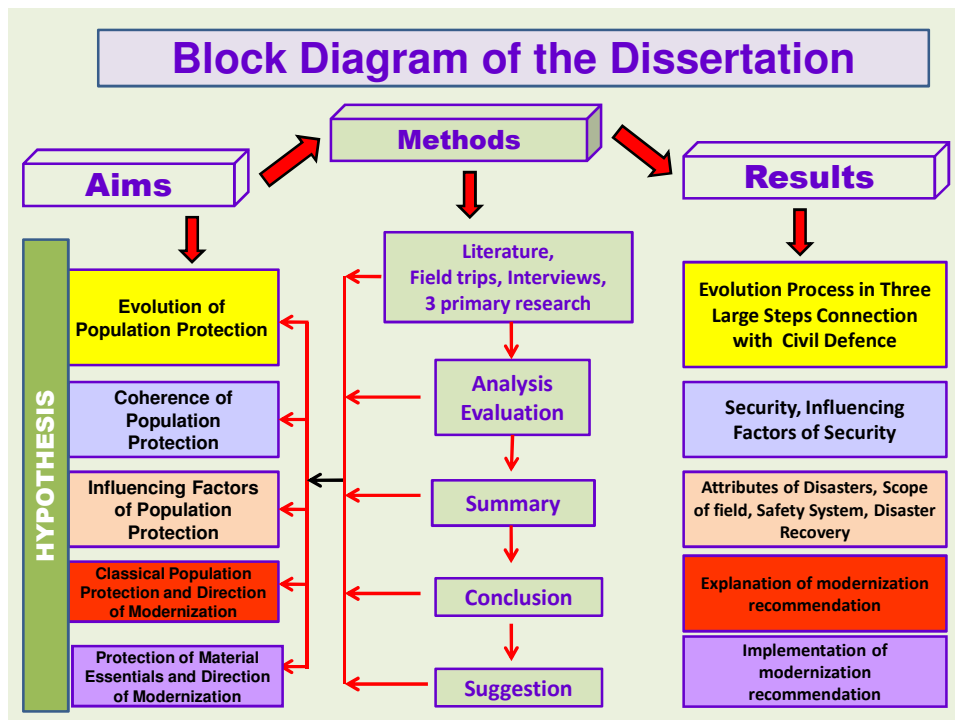 Block Diagram of the Dissertation
Methods
Aims
Results
HYPOTHESIS
Evolution of
Population Protection
Coherence of
Population
Protection
Influencing Factors
of Population
Protection
Classical Population
Protection and Direction
of Modernization
Protection of Material
Essentials and Direction
of Modernization
Literature,
Field trips, Interviews,
3 primary research
Analysis
Evaluation
Summary
Conclusion
Suggestion
Evolution Process in Three
Large Steps Connection
with Civil Defence
Security, Influencing
Factors of Security
Attributes of Disasters, Scope
of field, Safety System, Disaster
Recovery
Explanation of modernization
recommendation
Implementation of
modernization
recommendation